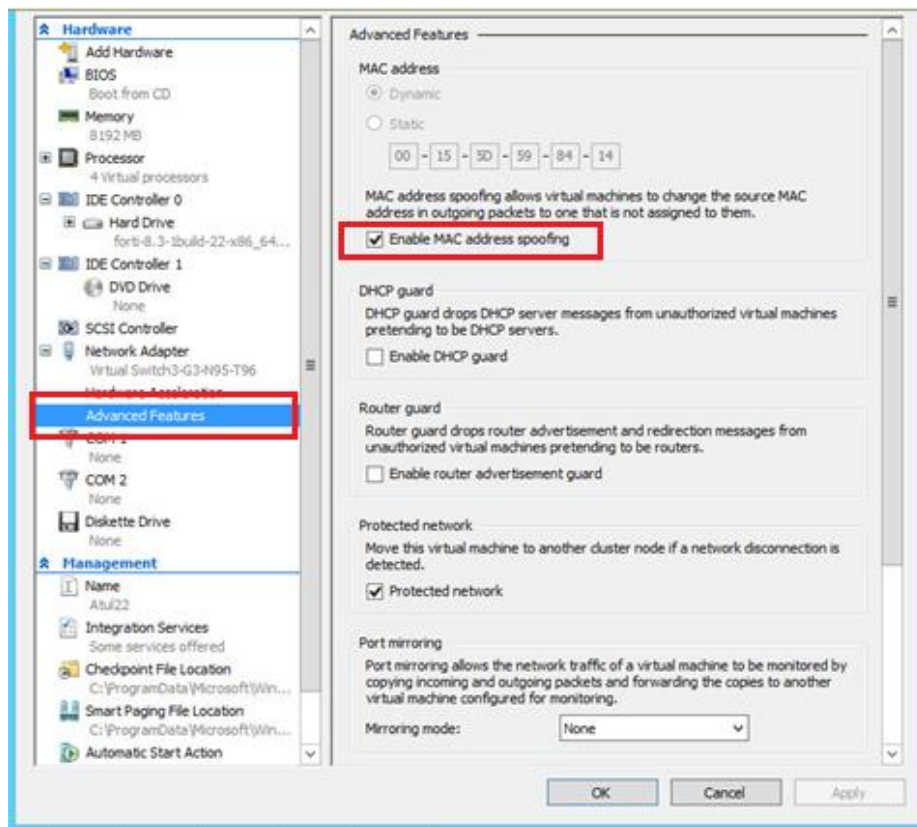 Hardware
Add Hardware
BIOS
Boot from CD
Memory
8192 MB
Processor
4 Virtual processors
IDE Controller 0
Hard Drive
forti-8.3-1build-22-x86_64...
IDE Controller 1
DVD Drive
None
SCSI Controller
Network Adapter
Virtual Switch3-G3-N95-T96
Hardware Acceleration
Advanced Features
COM 1
None
COM 2
None
Diskette Drive
None
Management
Name
Atul22
Integration Services
Some services offered
Checkpoint File Location
C:\ProgramData\Microsoft\Win...
Smart Paging File Location
C:\ProgramData\Microsoft\Win...
Automatic Start Action
Advanced Features
MAC address
Dynamic
Static
00 - 15 - 5D - 59 - 84 - 14
MAC address spoofing allows virtual machines to change the source MAC
address in outgoing packets to one that is not assigned to them.
Enable MAC address spoofing
DHCP guard
DHCP guard drops DHCP server messages from unauthorized virtual machines
pretending to be DHCP servers.
Enable DHCP guard
Router guard
Router guard drops router advertisement and redirection messages from
unauthorized virtual machines pretending to be routers.
Enable router advertisement guard
Protected network
Move this virtual machine to another cluster node if a network disconnection is
detected.
Protected network
Port mirroring
Port mirroring allows the network traffic of a virtual machine to be monitored by
copying incoming and outgoing packets and forwarding the copies to another
virtual machine configured for monitoring.
Mirroring mode: None
OK Cancel Apply